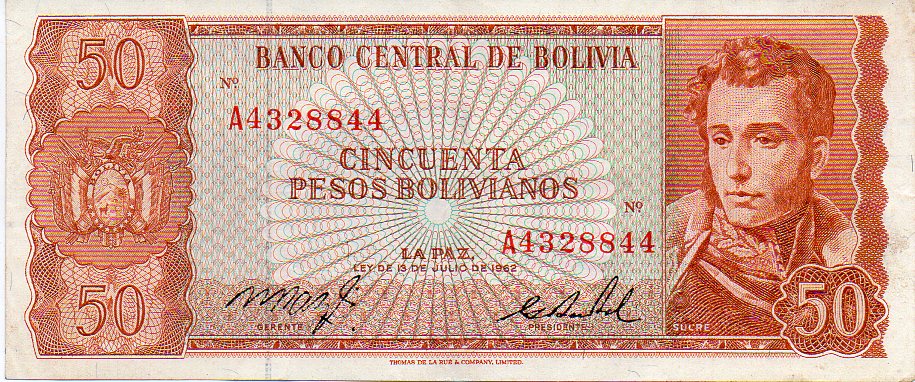 50
BANCO CENTRAL DE BOLIVIA
Nº
A4328844
CINCUENTA
PESOS BOLIVIANOS
Nº
A4328844
LA PAZ,
LEY DE 13 DE JULIO DE 1962
GERENTE
PRESIDENTE
SUCRE
50
50
THOMAS DE LA RUE & COMPANY, LIMITED.